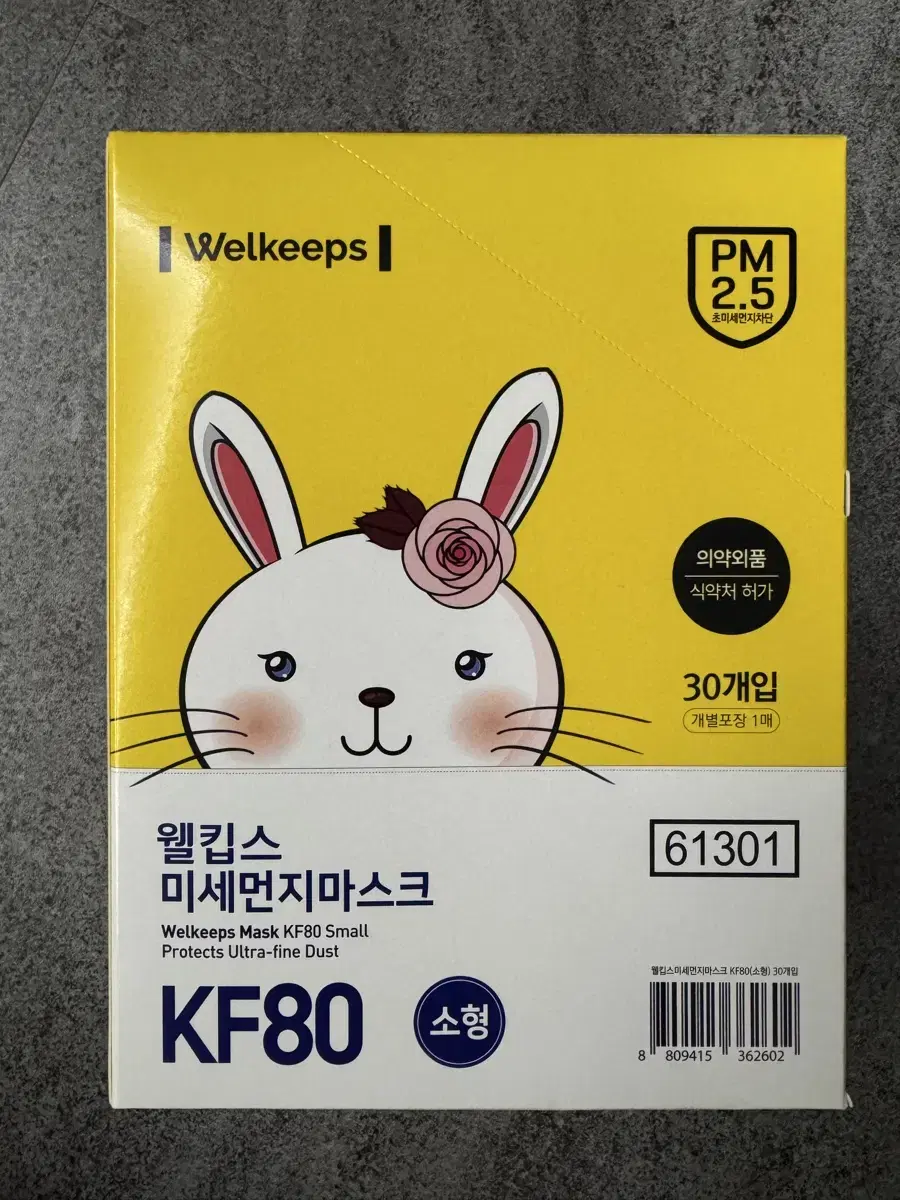 Welkeeps
PM
2.5
초미세먼지차단
의약외품
식약처 허가
30개입
개별포장 1매
웰킵스
미세먼지마스크
Welkeeps Mask KF80 Small
Protects Ultra-fine Dust
KF80
소형
61301
웰킵스미세먼지마스크 KF80(소형) 30개입
8 809415 362602